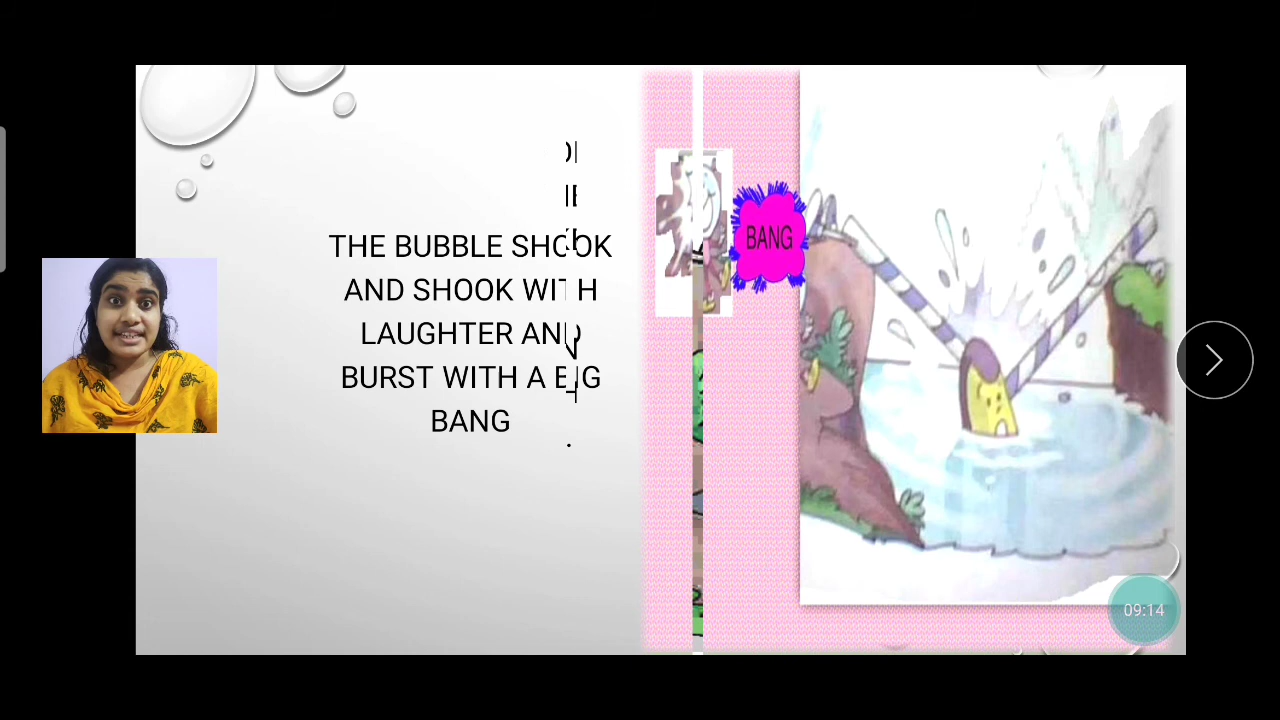 THE BUBBLE SHOOK
AND SHOOK WITH
LAUGHTER AND
BURST WITH A BIG
BANG
BANG
09:14